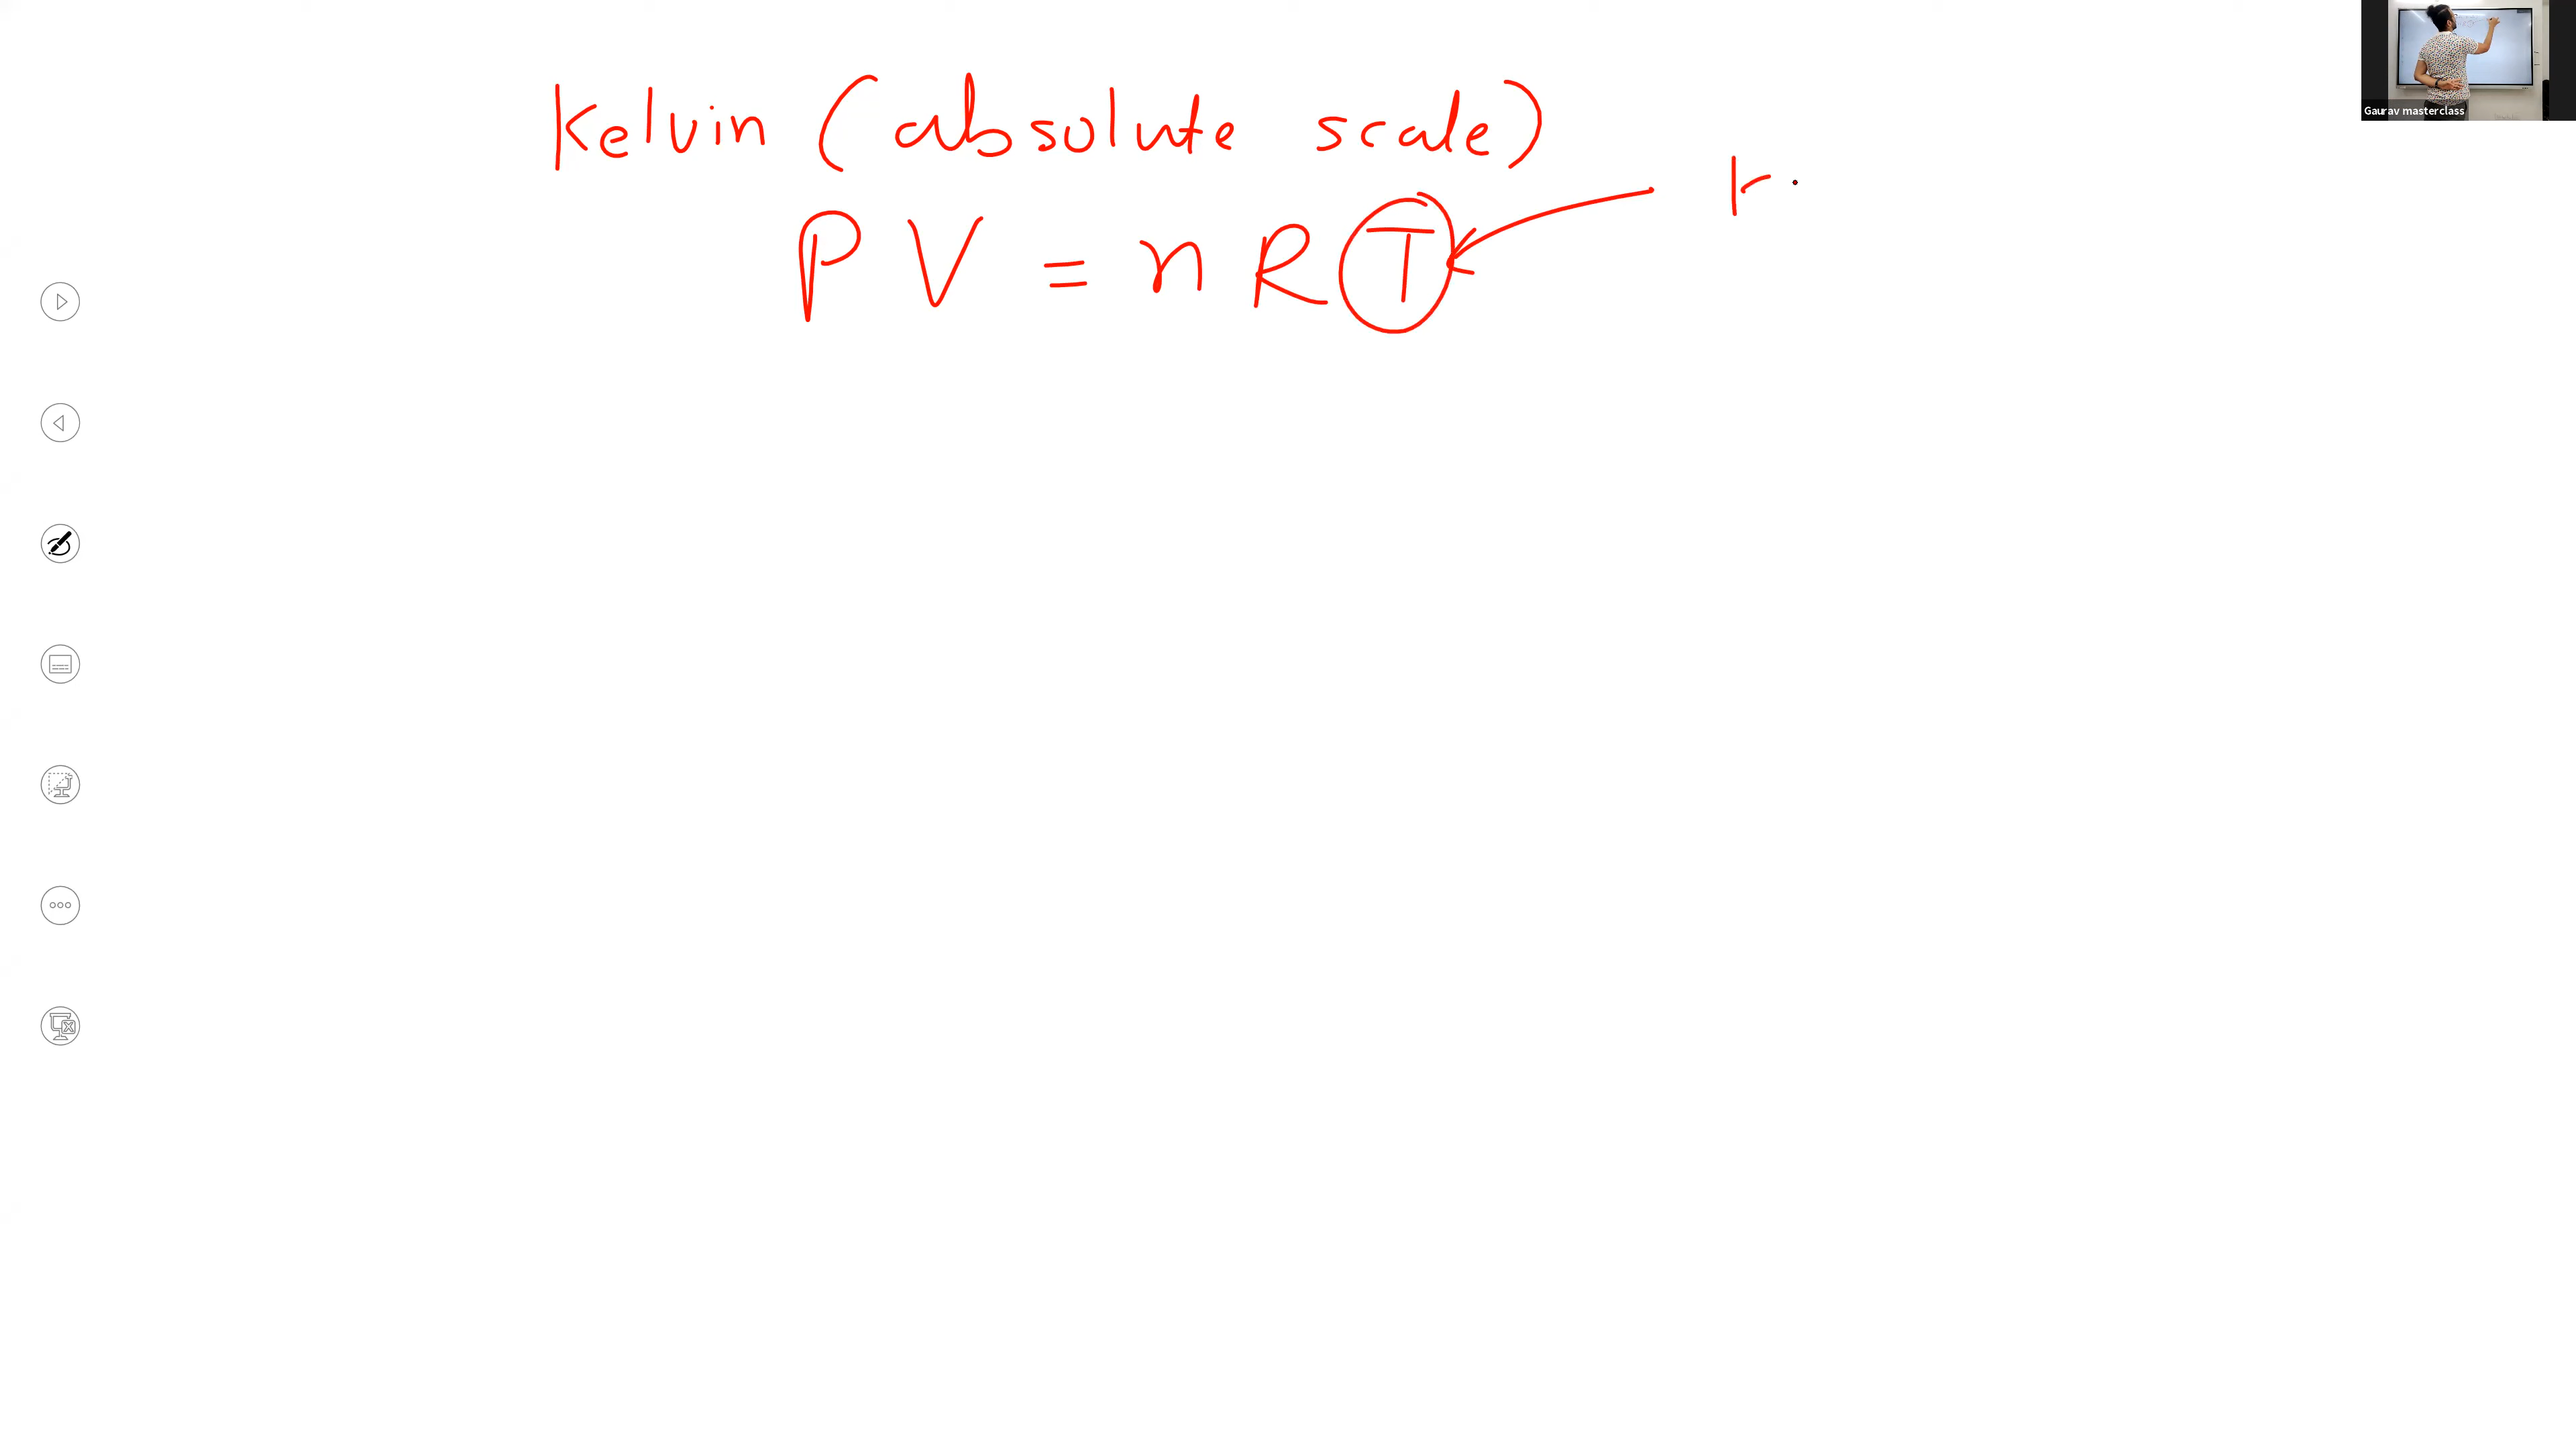 Kelvin (absolute scale)
PV = nRT
Gaurav masterclass